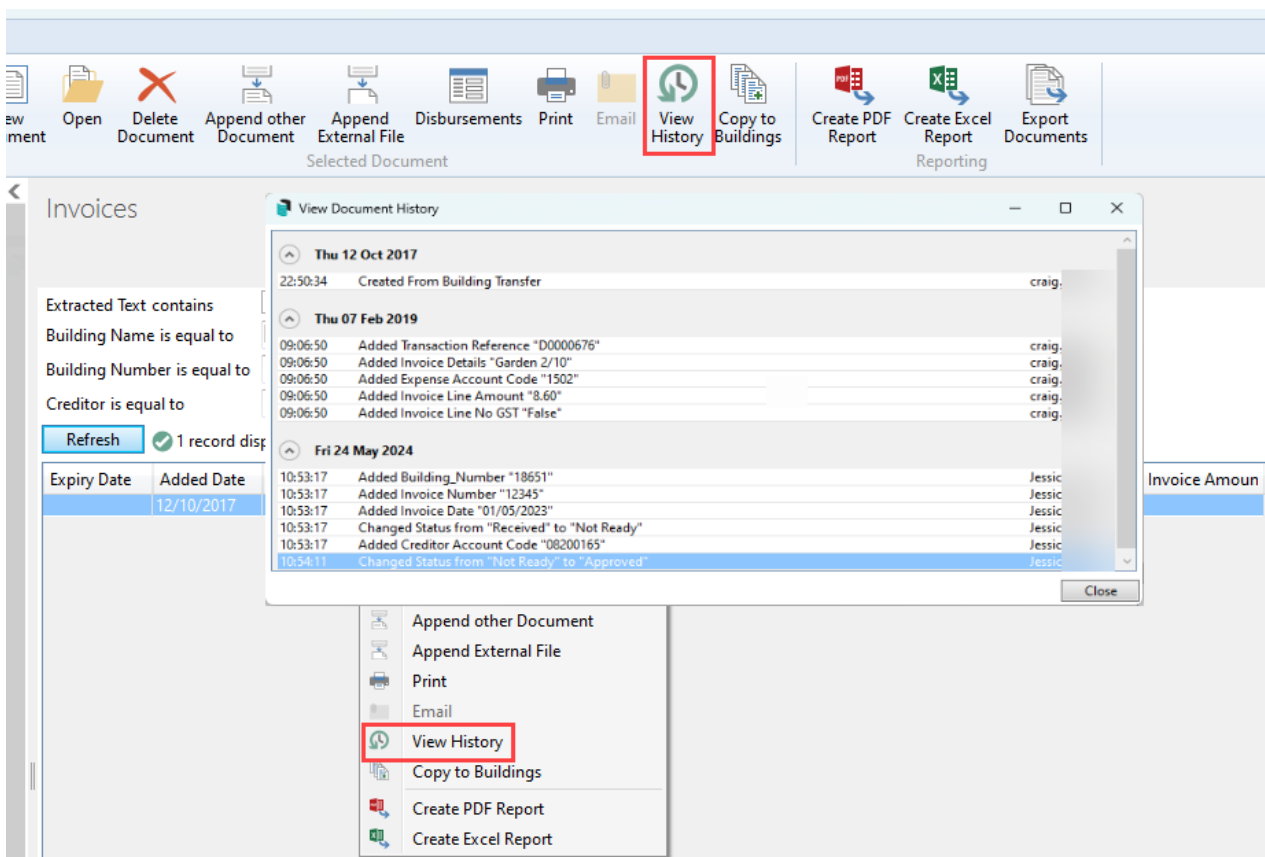 ew Open Delete Append other Append Disbursements Print Email View Copy to Create PDF Create Excel Export
ment Document Document External File History Buildings Report Report Documents
Selected Document Reporting
Invoices
View Document History
Thu 12 Oct 2017
22:50:34 Created From Building Transfer craig.
Extracted Text contains
Building Name is equal to
Building Number is equal to
Creditor is equal to
Thu 07 Feb 2019
09:06:50 Added Transaction Reference "D0000676" craig.
09:06:50 Added Invoice Details "Garden 2/10" craig.
09:06:50 Added Expense Account Code "1502" craig.
09:06:50 Added Invoice Line Amount "8.60" craig.
09:06:50 Added Invoice Line No GST "False" craig.
Refresh 1 record disp
Fri 24 May 2024
Expiry Date Added Date Invoice Amoun
12/10/2017
10:53:17 Added Building_Number "18651" Jessic
10:53:17 Added Invoice Number "12345" Jessic
10:53:17 Added Invoice Date "01/05/2023" Jessic
10:53:17 Changed Status from "Received" to "Not Ready" Jessic
10:53:17 Added Creditor Account Code "08200165" Jessic
10:54:11 Changed Status from "Not Ready" to "Approved" Jessic
Close
Append other Document
Append External File
Print
Email
View History
Copy to Buildings
Create PDF Report
Create Excel Report